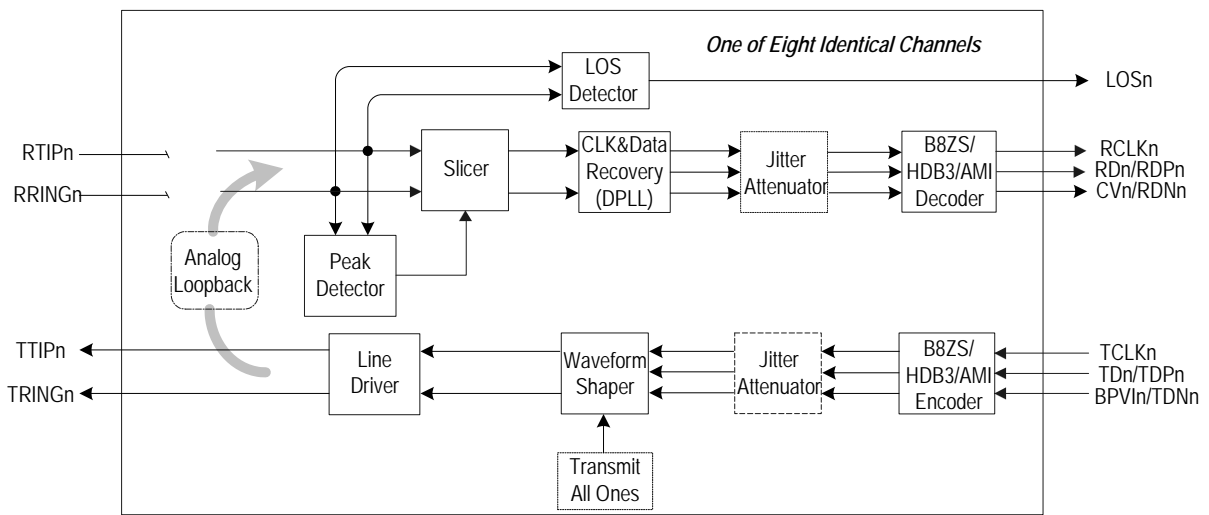 One of Eight Identical Channels
LOS
Detector
LOSn
RTIPn
RRINGn
Slicer
CLK&Data
Recovery
(DPLL)
Jitter
Attenuator
B8ZS/
HDB3/AMI
Decoder
RCLKn
RDn/RDPn
CVn/RDNn
Analog
Loopback
Peak
Detector
TTIPn
TRINGn
Line
Driver
Waveform
Shaper
Jitter
Attenuator
B8ZS/
HDB3/AMI
Encoder
TCLKn
TDn/TDPn
BPVIn/TDNn
Transmit
All Ones